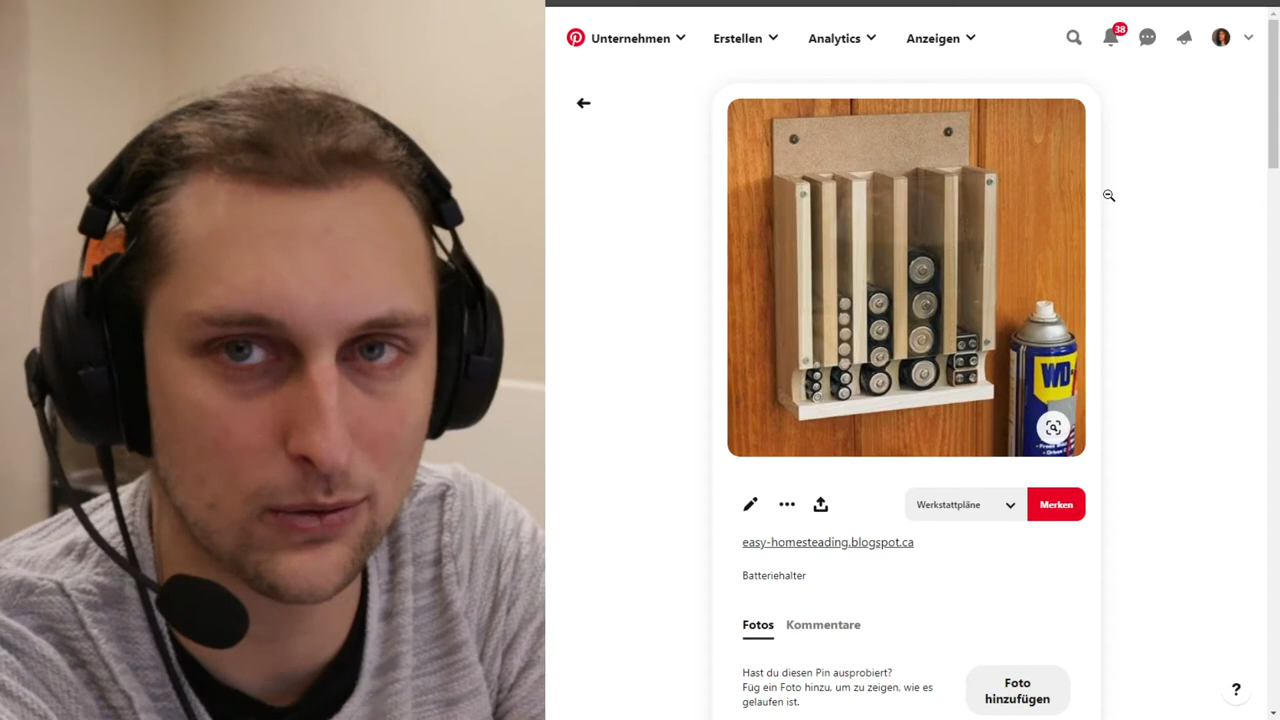 Unternehmen
Erstellen
Analytics
Anzeigen
38
WD
Werkstattpläne
Merken
easy-homesteading.blogspot.ca
Batteriehalter
Fotos
Kommentare
Hast du diesen Pin ausprobiert?
Füg ein Foto hinzu, um zu zeigen, wie es
gelaufen ist.
Foto
hinzufügen
?